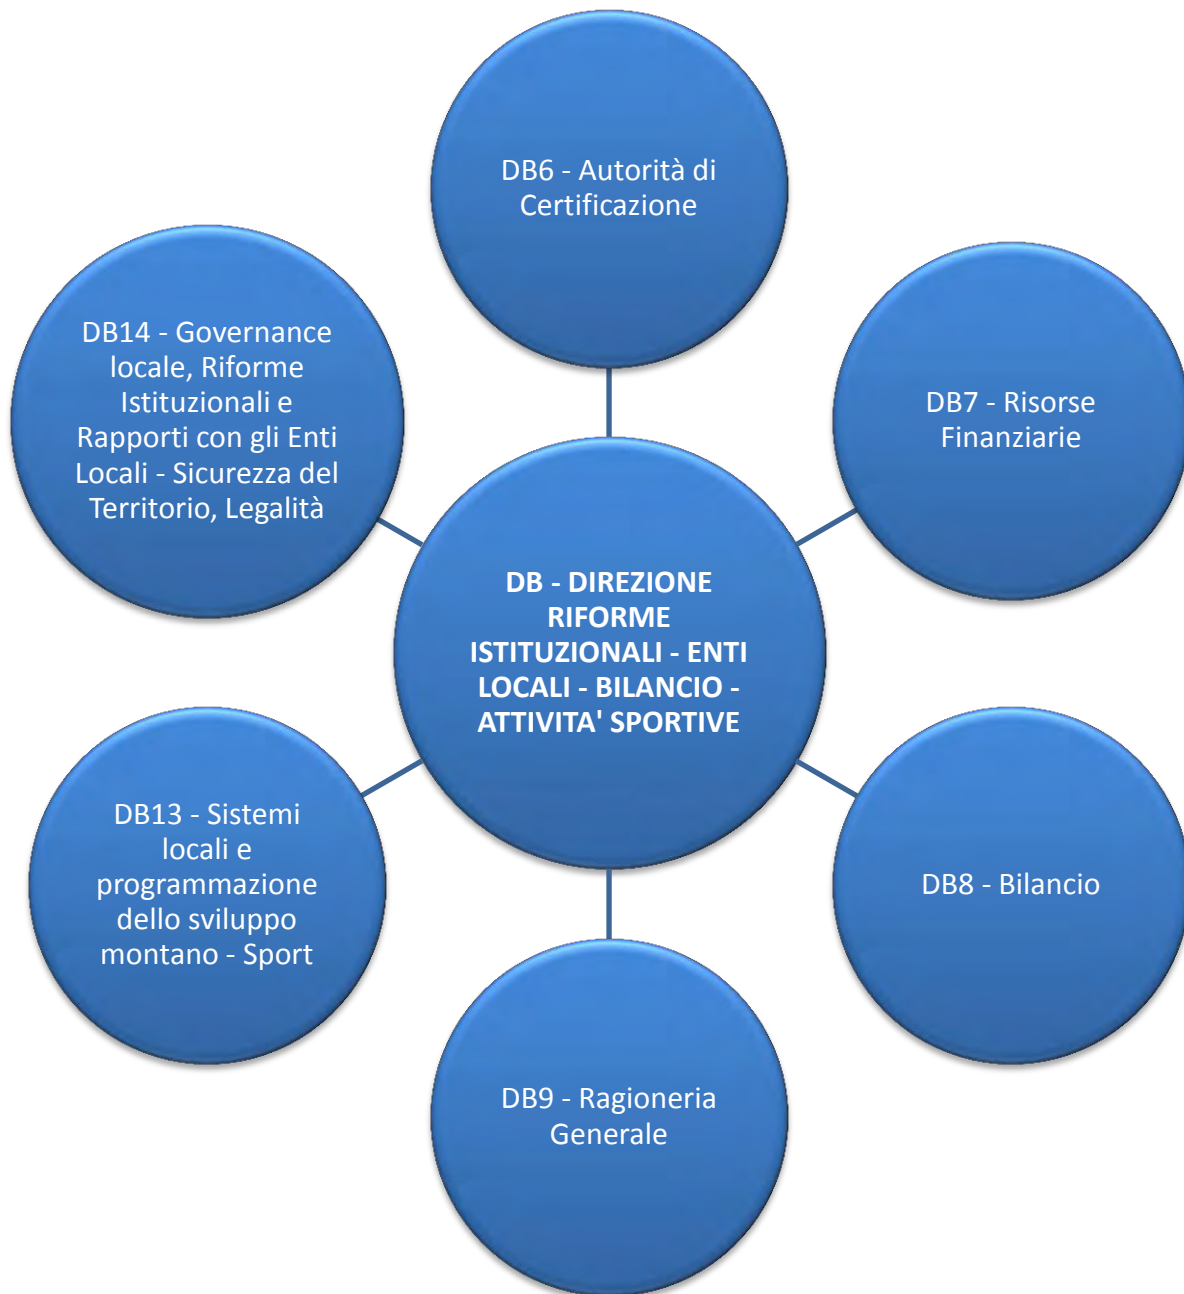 DB6 - Autorità di
Certificazione
DB14 - Governance
locale, Riforme
Istituzionali e
Rapporti con gli Enti
Locali - Sicurezza del
Territorio, Legalità
DB7 - Risorse
Finanziarie
DB - DIREZIONE
RIFORME
ISTITUZIONALI - ENTI
LOCALI - BILANCIO -
ATTIVITA' SPORTIVE
DB13 - Sistemi
locali e
programmazione
dello sviluppo
montano - Sport
DB8 - Bilancio
DB9 - Ragioneria
Generale